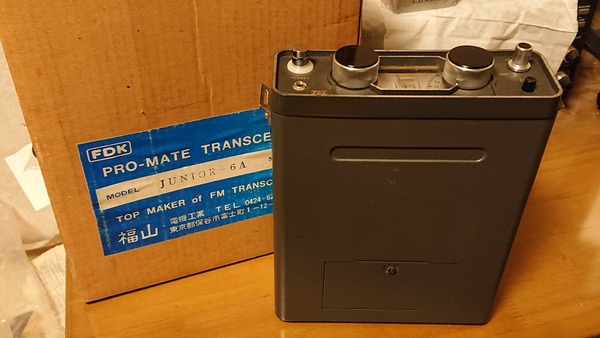 FDK
PRO-MATE TRANSCE
MODEL JUNIOR-6A
TOP MAKER of FM TRANSC
福山 電機工業 TEL 0424-62
東京都保谷市富士町1-12-